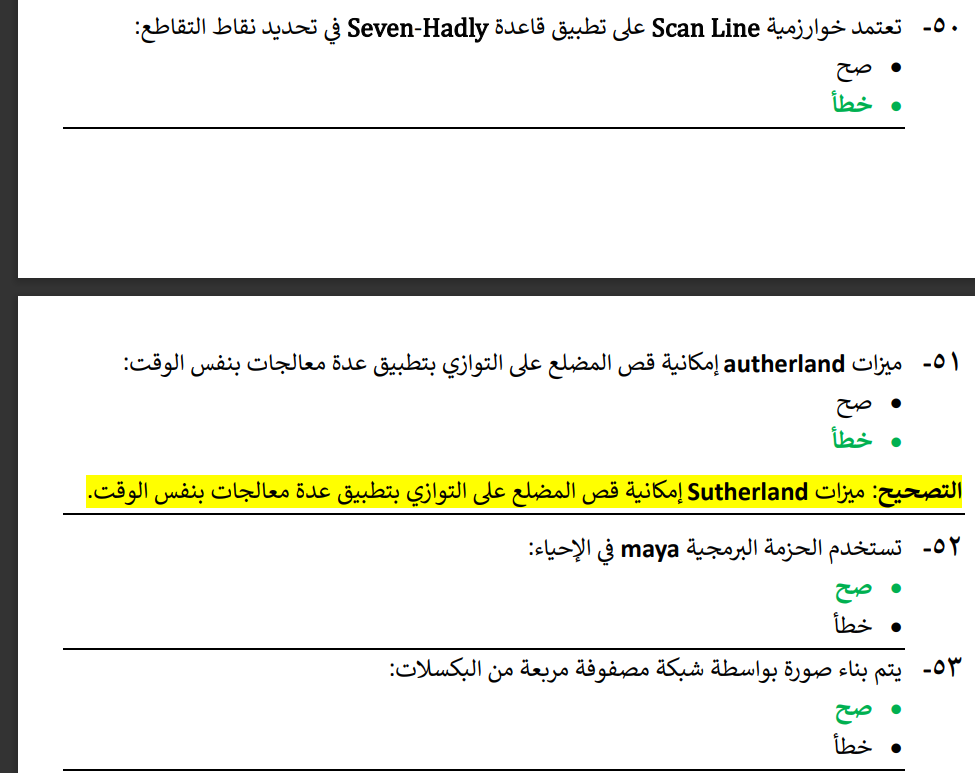 ٥٠- تعتمد خوارزمية Scan Line على تطبيق قاعدة Seven-Hadly في تحديد نقاط التقاطع:
• صح
• خطأ
٥١- ميزات autherland إمكانية قص المضلع على التوازي بتطبيق عدة معالجات بنفس الوقت:
• صح
• خطأ
التصحيح: ميزات Sutherland إمكانية قص المضلع على التوازي بتطبيق عدة معالجات بنفس الوقت.
٥٢- تستخدم الحزمة البرمجية maya في الإحياء:
• صح
• خطأ
٥٣- يتم بناء صورة بواسطة شبكة مصفوفة مربعة من البكسلات:
• صح
• خطأ